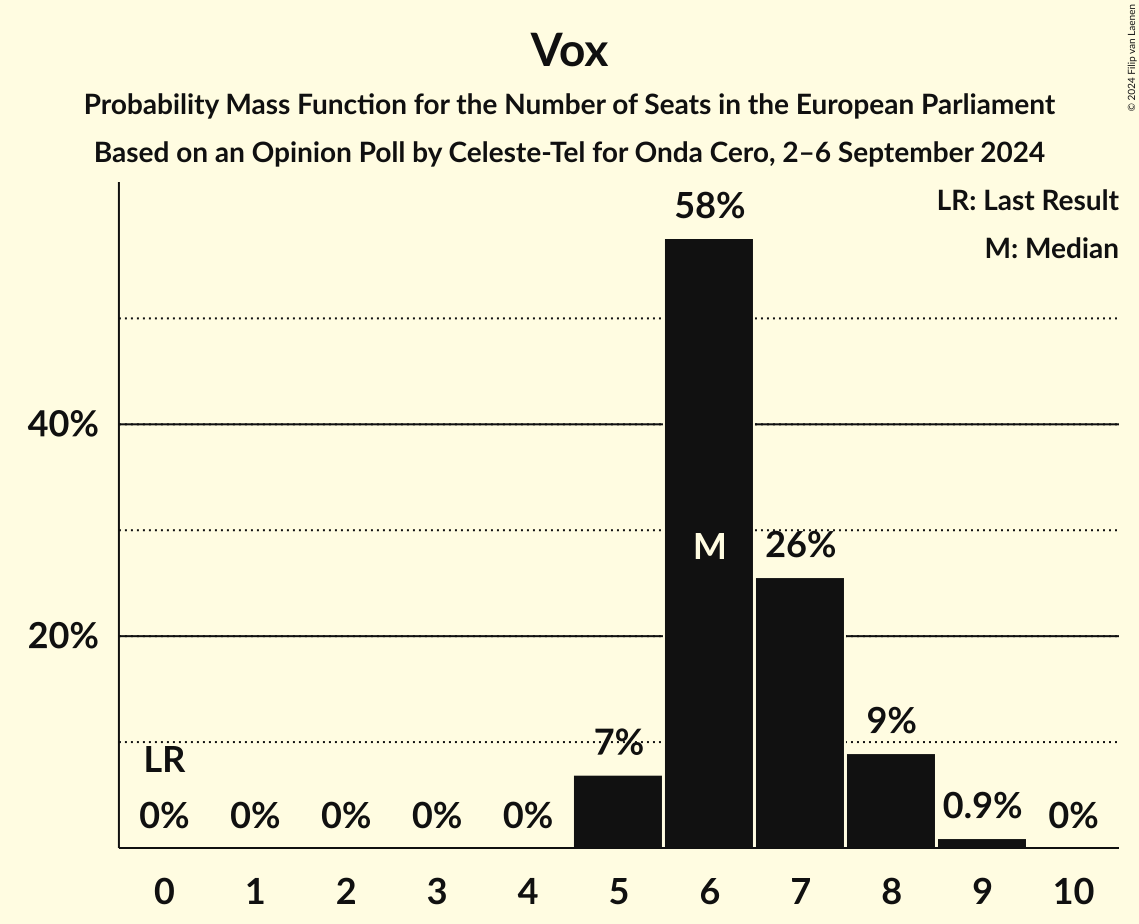 Vox
Probability Mass Function for the Number of Seats in the European Parliament
Based on an Opinion Poll by Celeste-Tel for Onda Cero, 2–6 September 2024
© 2024 Filip van Laenen
LR: Last Result
M: Median
58%
40%
M
26%
20%
9%
7%
LR
0% 0% 0% 0% 0% 0.9% 0%
0 1 2 3 4 5 6 7 8 9 10